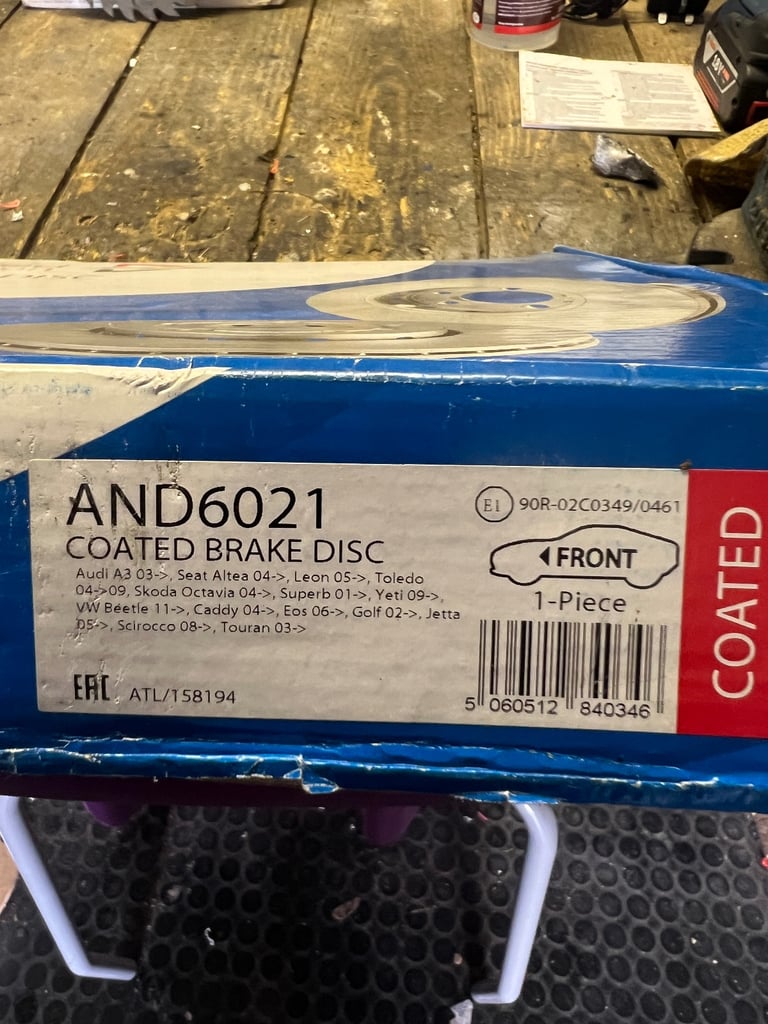 18V
AND6021
COATED BRAKE DISC
Audi A3 03->, Seat Altea 04->, Leon 05->, Toledo
04->09, Skoda Octavia 04->, Superb 01->, Yeti 09->,
VW Beetle 11->, Caddy 04->, Eos 06->, Golf 02->, Jetta
05->, Scirocco 08->, Touran 03->
EAC ATL/158194
E1 90R-02C0349/0461
FRONT
1-Piece
5 060512 840346
COATED